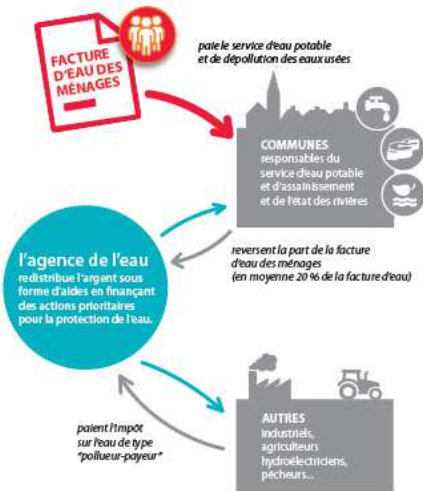 FACTURE
D'EAU DES
MÉNAGES
paie le service d'eau potable
et de dépollution des eaux usées
COMMUNES
responsables du
service d'eau potable
et d'assainissement
et de l'état des rivières
l'agence de l'eau
redistribue l'argent sous
forme d'aides en finançant
des actions prioritaires
pour la protection de l'eau.
reversent la part de la facture
d'eau des ménages
(en moyenne 20 % de la facture d'eau)
paient l'impôt
sur l'eau de type
"pollueur-payeur"
AUTRES
industriels,
agriculteurs
hydroélectriciens,
pêcheurs...